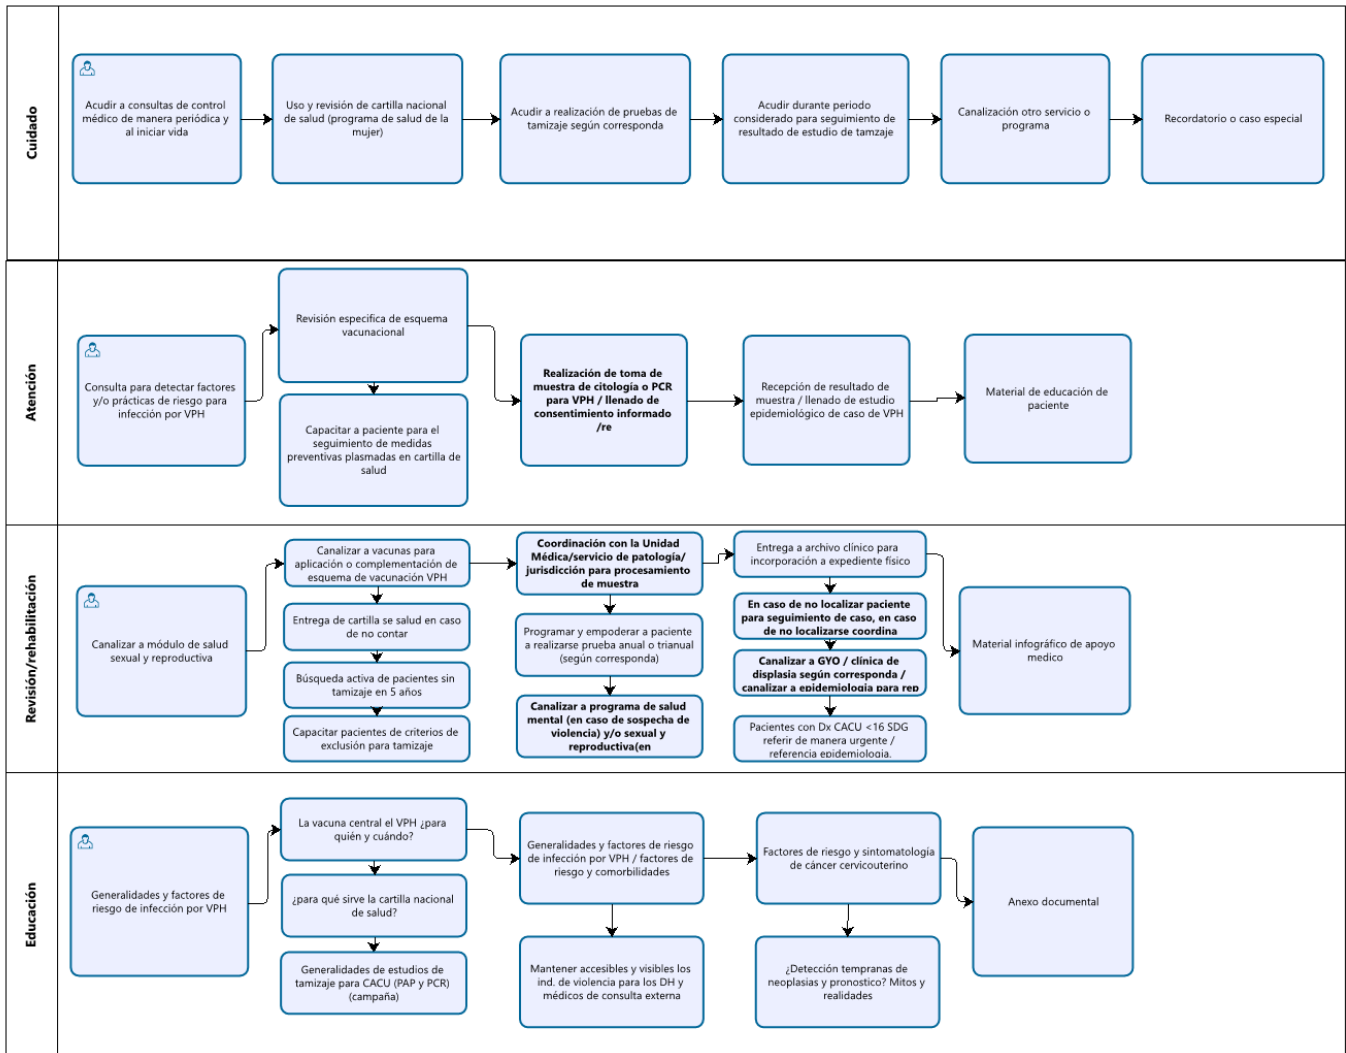 Cuidado
Acudir a consultas de control
médico de manera periódica y
al iniciar vida
Uso y revisión de cartilla nacional
de salud (programa de salud de la
mujer)
Acudir a realización de pruebas de
tamizaje según corresponda
Acudir durante periodo
considerado para seguimiento de
resultado de estudio de tamzaje
Canalización otro servicio o
programa
Recordatorio o caso especial
Atención
Consulta para detectar factores
y/o prácticas de riesgo para
infección por VPH
Revisión especifica de esquema
vacunacional
Capacitar a paciente para el
seguimiento de medidas
preventivas plasmadas en cartilla de
salud
Realización de toma de
muestra de citología o PCR
para VPH / llenado de
consentimiento informado
/re
Recepción de resultado de
muestra / llenado de estudio
epidemiológico de caso de VPH
Material de educación de
paciente
Revisión/rehabilitación
Canalizar a módulo de salud
sexual y reproductiva
Canalizar a vacunas para
aplicación o complementación de
esquema de vacunación VPH
Entrega de cartilla se salud en caso
de no contar
Búsqueda activa de pacientes sin
tamizaje en 5 años
Capacitar pacientes de criterios de
exclusión para tamizaje
Coordinación con la Unidad
Médica/servicio de patología/
jurisdicción para procesamiento
de muestra
Programar y empoderar a paciente
a realizarse prueba anual o trianual
(según corresponda)
Canalizar a programa de salud
mental (en caso de sospecha de
violencia) y/o sexual y
reproductiva(en
Entrega a archivo clínico para
incorporación a expediente físico
En caso de no localizar paciente
para seguimiento de caso, en caso
de no localizarse coordina
Canalizar a GYO / clínica de
displasia según corresponda /
canalizar a epidemiologia para rep
Pacientes con Dx CACU <16 SDG
referir de manera urgente /
referencia epidemiologia.
Material infográfico de apoyo
medico
Educación
Generalidades y factores de
riesgo de infección por VPH
La vacuna central el VPH ¿para
quién y cuándo?
¿para qué sirve la cartilla nacional
de salud?
Generalidades de estudios de
tamizaje para CACU (PAP y PCR)
(campaña)
Generalidades y factores de riesgo
de infección por VPH / factores de
riesgo y comorbilidades
Mantener accesibles y visibles los
ind. de violencia para los DH y
médicos de consulta externa
Factores de riesgo y sintomatología
de cáncer cervicouterino
¿Detección tempranas de
neoplasias y pronostico? Mitos y
realidades
Anexo documental